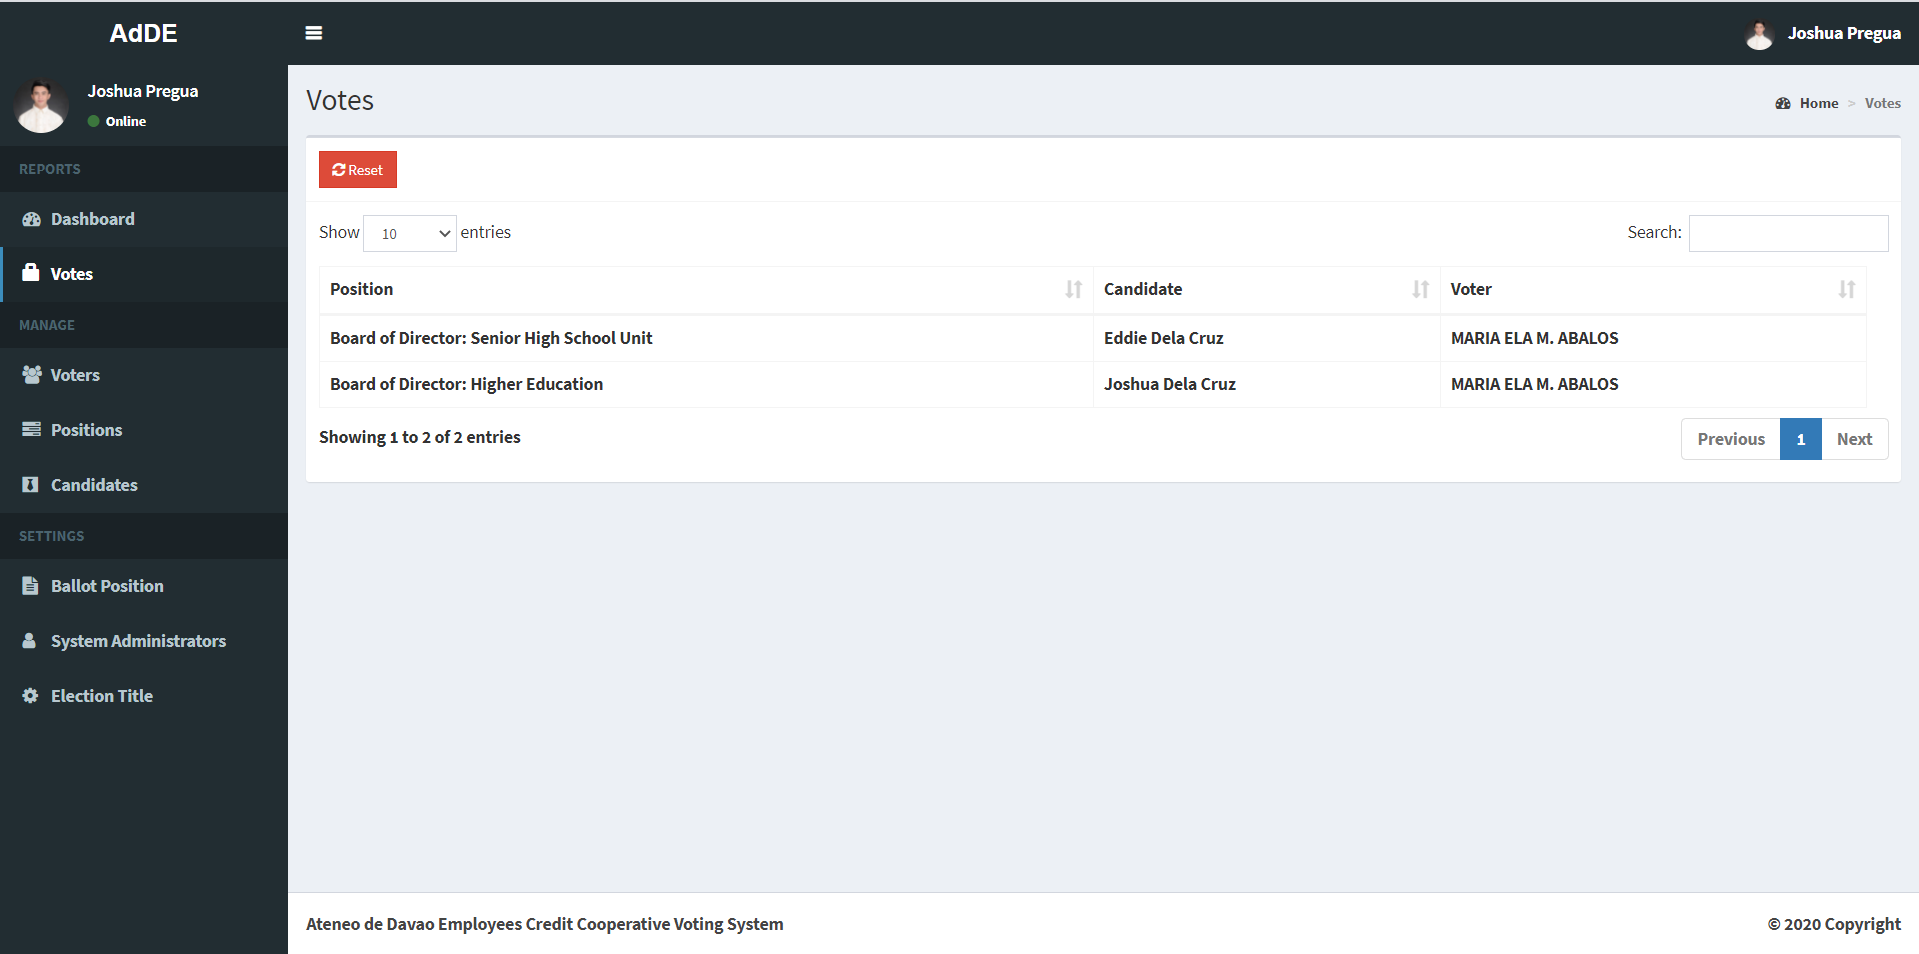 AdDE
Joshua Pregua
Joshua Pregua
Online
REPORTS
Dashboard
Votes
MANAGE
Voters
Positions
Candidates
SETTINGS
Ballot Position
System Administrators
Election Title
Votes
Home > Votes
Reset
Show 10 entries
Search:
Position Candidate Voter
Board of Director: Senior High School Unit Eddie Dela Cruz MARIA ELA M. ABALOS
Board of Director: Higher Education Joshua Dela Cruz MARIA ELA M. ABALOS
Showing 1 to 2 of 2 entries
Previous 1 Next
Ateneo de Davao Employees Credit Cooperative Voting System
© 2020 Copyright